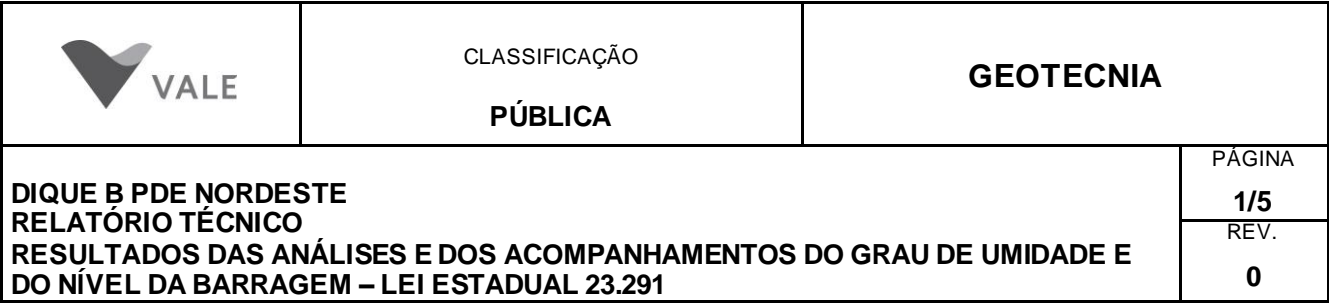 VALE
CLASSIFICAÇÃO
PÚBLICA
GEOTECNIA
DIQUE B PDE NORDESTE
RELATÓRIO TÉCNICO
RESULTADOS DAS ANÁLISES E DOS ACOMPANHAMENTOS DO GRAU DE UMIDADE E
DO NÍVEL DA BARRAGEM – LEI ESTADUAL 23.291
PÁGINA
1/5
REV.
0